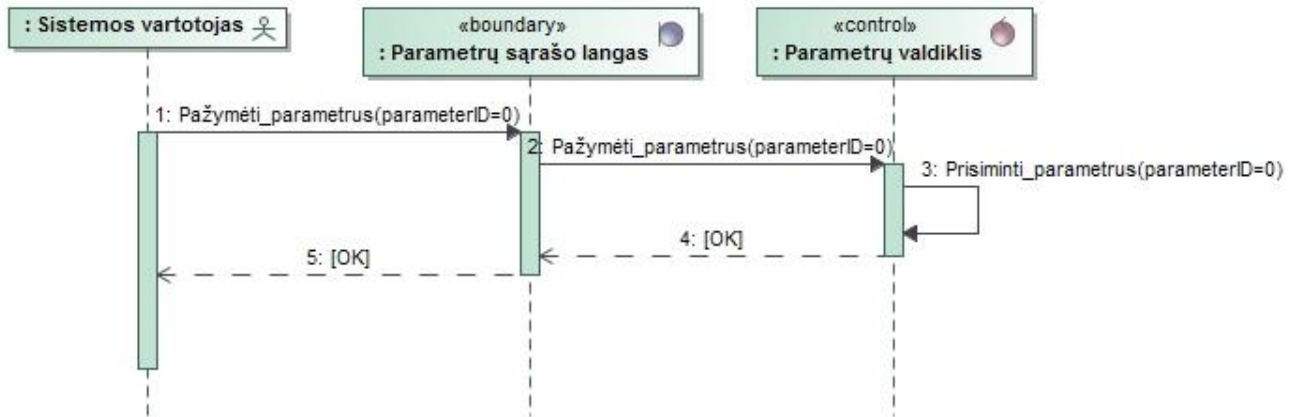 : Sistemos vartotojas
«boundary»
: Parametrų sąrašo langas
«control»
: Parametrų valdiklis
1: Pažymėti_parametrus(parameterID=0)
2: Pažymėti_parametrus(parameterID=0)
3: Prisiminti_parametrus(parameterID=0)
4: [OK]
5: [OK]